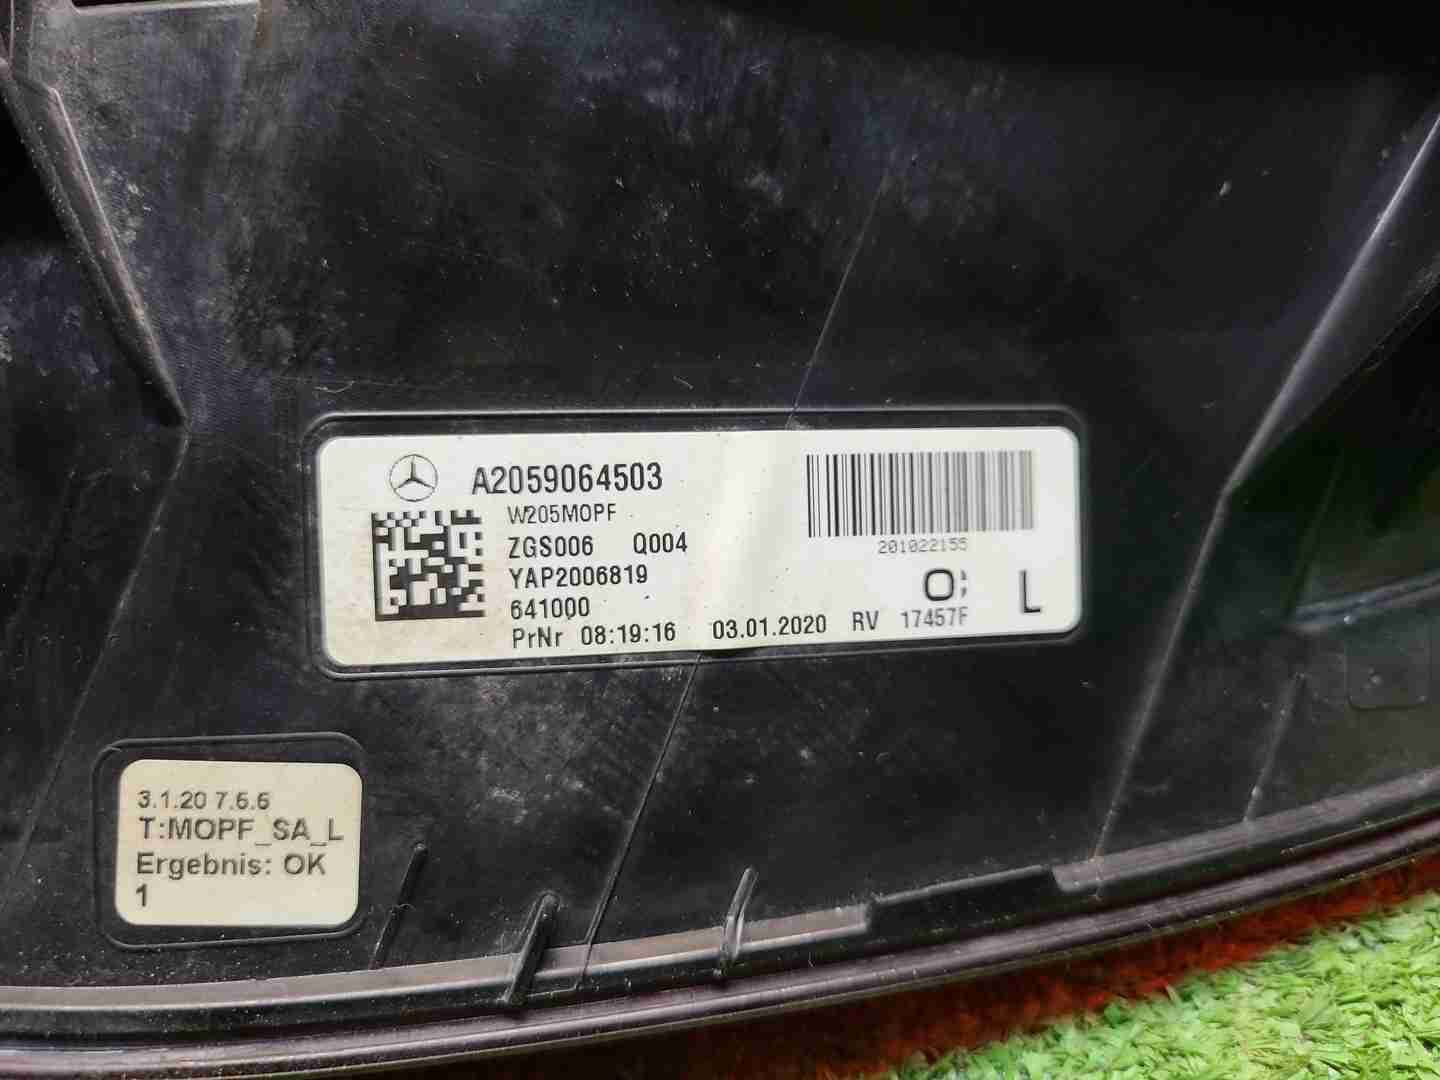 A2059064503
W205MOPF
ZGS006 Q004
YAP2006819
641000
PrNr 08:19:16 03.01.2020 RV 17457F
201022155
L
3.1.20 7.6.6
T:MOPF_SA_L
Ergebnis: OK
1